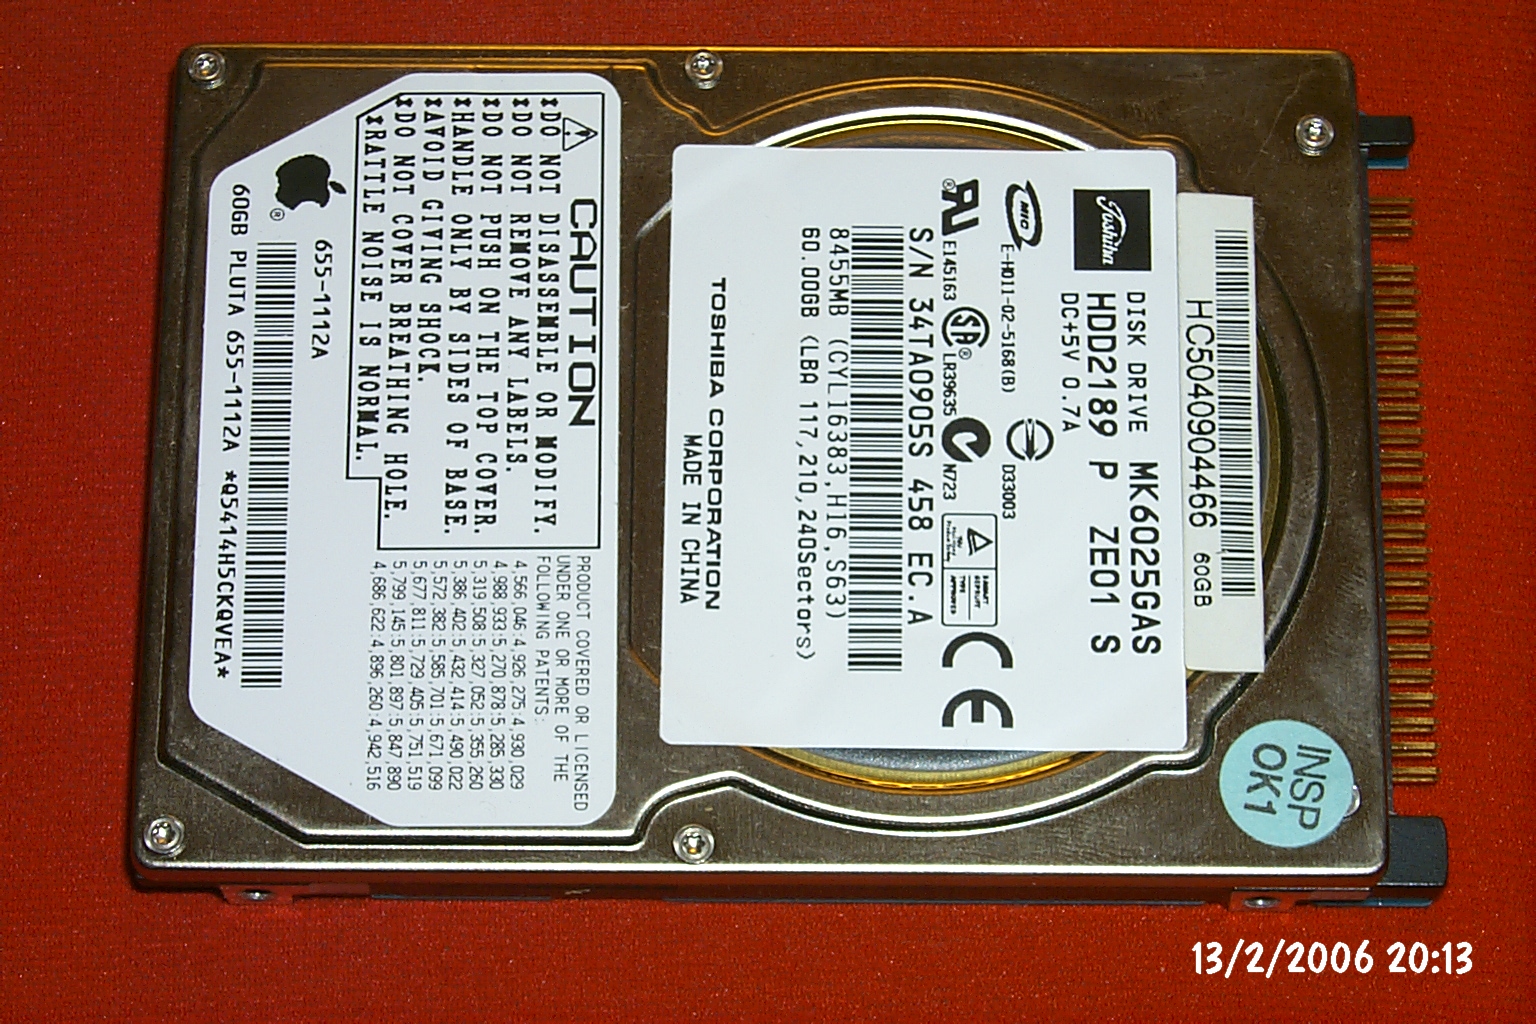 CAUTION
*DO NOT DISASSEMBLE OR MODIFY.
*DO NOT REMOVE ANY LABELS.
*DO NOT PUSH ON THE TOP COVER.
*HANDLE ONLY BY SIDES OF BASE.
*AVOID GIVING SHOCK.
*DO NOT COVER BREATHING HOLE.
*RATTLE NOISE IS NORMAL.
PRODUCT COVERED OR LICENSED
UNDER ONE OR MORE OF THE
FOLLOWING PATENTS:
4,566,046:4,926,275:4,930,029
4,988,933:5,270,878:5,285,330
5,319,508:5,327,052:5,355,260
5,386,402:5,432,414:5,490,022
5,572,382:5,585,701:5,671,099
5,677,811:5,729,405:5,751,519
5,799,145:5,801,897:5,847,890
4,686,622:4,896,260:4,942,516
655-1112A
®
60GB PLUTA 655-1112A *Q5414H5CKQVEA*
HC5040904466 60GB
Toshiba
DISK DRIVE MK6025GAS
HDD2189 P ZE01 S
DC+5V 0.7A
MIC
E-H011-02-5168(B)
D33003
®
E145163
SA®
LR39635
N723
CE
S/N 34TA0905S 458 EC.A
8455MB (CYL16383,H16,S63)
60.00GB (LBA 117,210,240Sectors)
TOSHIBA CORPORATION
MADE IN CHINA
INSP
OK1
13/2/2006 20:13